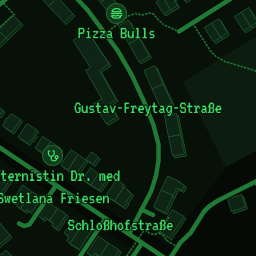 Pizza Bulls
Gustav-Freytag-Straße
ternistin Dr. med
Swetlana Friesen
Schloßhofstraße